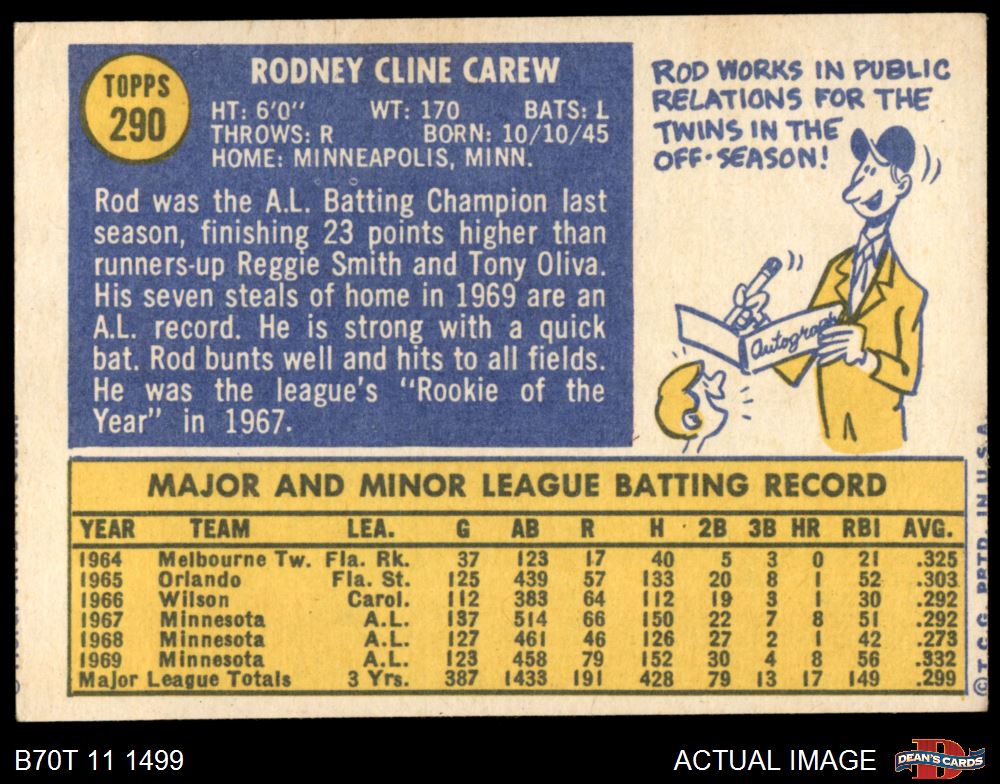 TOPPS
290
RODNEY CLINE CAREW
HT: 6'0" WT: 170 BATS: L
THROWS: R BORN: 10/10/45
HOME: MINNEAPOLIS, MINN.
Rod was the A.L. Batting Champion last
season, finishing 23 points higher than
runners-up Reggie Smith and Tony Oliva.
His seven steals of home in 1969 are an
A.L. record. He is strong with a quick
bat. Rod bunts well and hits to all fields.
He was the league's "Rookie of the
Year" in 1967.
ROD WORKS IN PUBLIC
RELATIONS FOR THE
TWINS IN THE
OFF-SEASON!
Autograph
MAJOR AND MINOR LEAGUE BATTING RECORD
YEAR TEAM LEA. G AB R H 2B 3B HR RBI AVG.
1964 Melbourne Tw. Fla. Rk. 37 123 17 40 5 3 0 21 .325
1965 Orlando Fla. St. 125 439 57 133 20 8 1 52 .303
1966 Wilson Carol. 112 383 64 112 19 3 1 30 .292
1967 Minnesota A.L. 137 514 66 150 22 7 8 51 .292
1968 Minnesota A.L. 127 461 46 126 27 2 1 42 .273
1969 Minnesota A.L. 123 458 79 152 30 4 8 56 .332
Major League Totals 3 Yrs. 387 1433 191 428 79 13 17 149 .299
© T.C.G. PRTD. IN U.S.A.
B70T 11 1499
ACTUAL IMAGE
DEAN'S CARDS